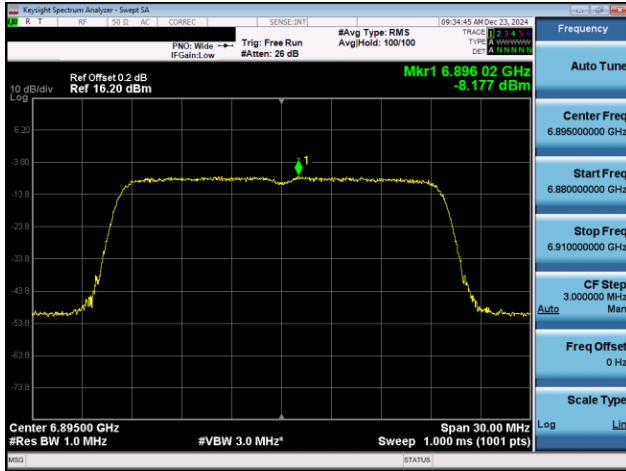 Keysight Spectrum Analyzer - Swept SA
R T RF 50 Ω AC CORREC SENSE:INT 09:34:45 AM Dec 23, 2024
PNO: Wide
IFGain:Low
Trig: Free Run
#Atten: 26 dB
#Avg Type: RMS
Avg|Hold: 100/100
TRACE 1 2 3 4 5 6
TYPE A WWWWW
DET A N N N N N
Ref Offset 0.2 dB
10 dB/div Ref 16.20 dBm
Log
Mkr1 6.896 02 GHz
-8.177 dBm
6.20
-3.80
1
-13.8
-23.8
-33.8
-43.8
-53.8
-63.8
-73.8
Center 6.89500 GHz
#Res BW 1.0 MHz
#VBW 3.0 MHz*
Span 30.00 MHz
Sweep 1.000 ms (1001 pts)
MSG
STATUS
Frequency
Auto Tune
Center Freq
6.895000000 GHz
Start Freq
6.880000000 GHz
Stop Freq
6.910000000 GHz
CF Step
3.000000 MHz
Auto Man
Freq Offset
0 Hz
Scale Type
Log Lin